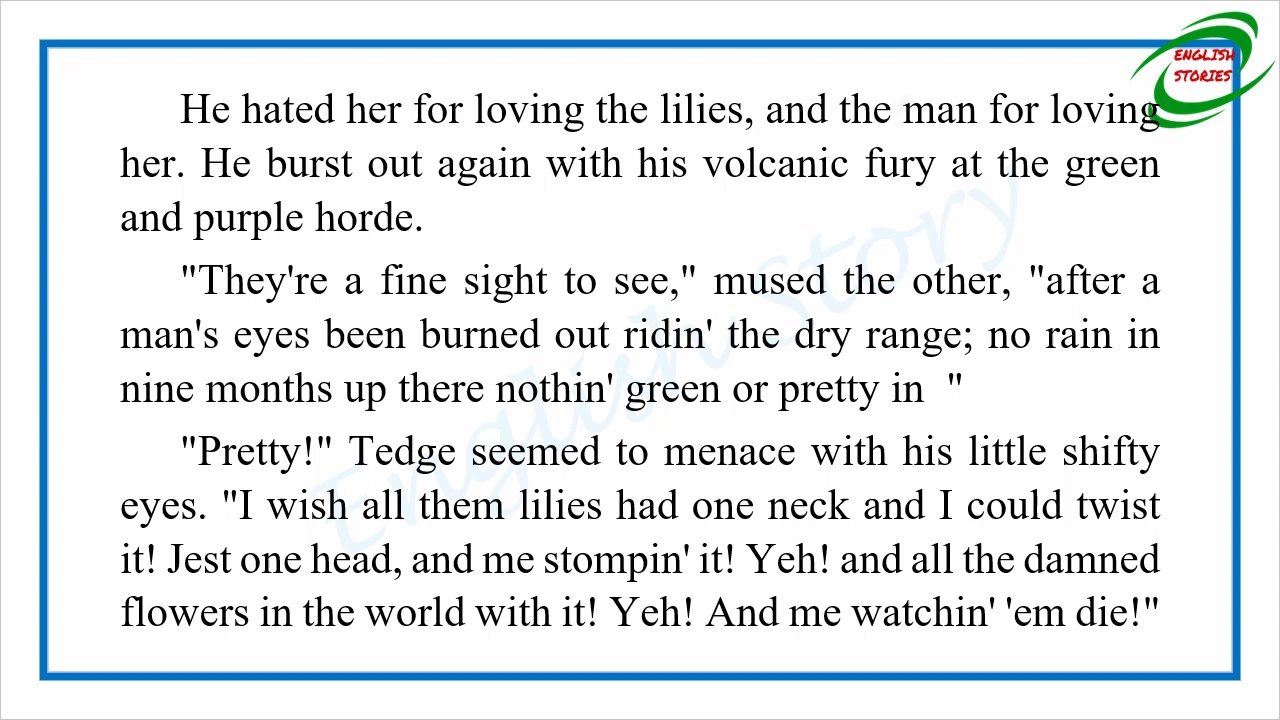 ENGLISH
STORIES
He hated her for loving the lilies, and the man for loving
her. He burst out again with his volcanic fury at the green
and purple horde.
"They're a fine sight to see," mused the other, "after a
man's eyes been burned out ridin' the dry range; no rain in
nine months up there nothin' green or pretty in  "
"Pretty!" Tedge seemed to menace with his little shifty
eyes. "I wish all them lilies had one neck and I could twist
it! Jest one head, and me stompin' it! Yeh! and all the damned
flowers in the world with it! Yeh! And me watchin' 'em die!"
English Story